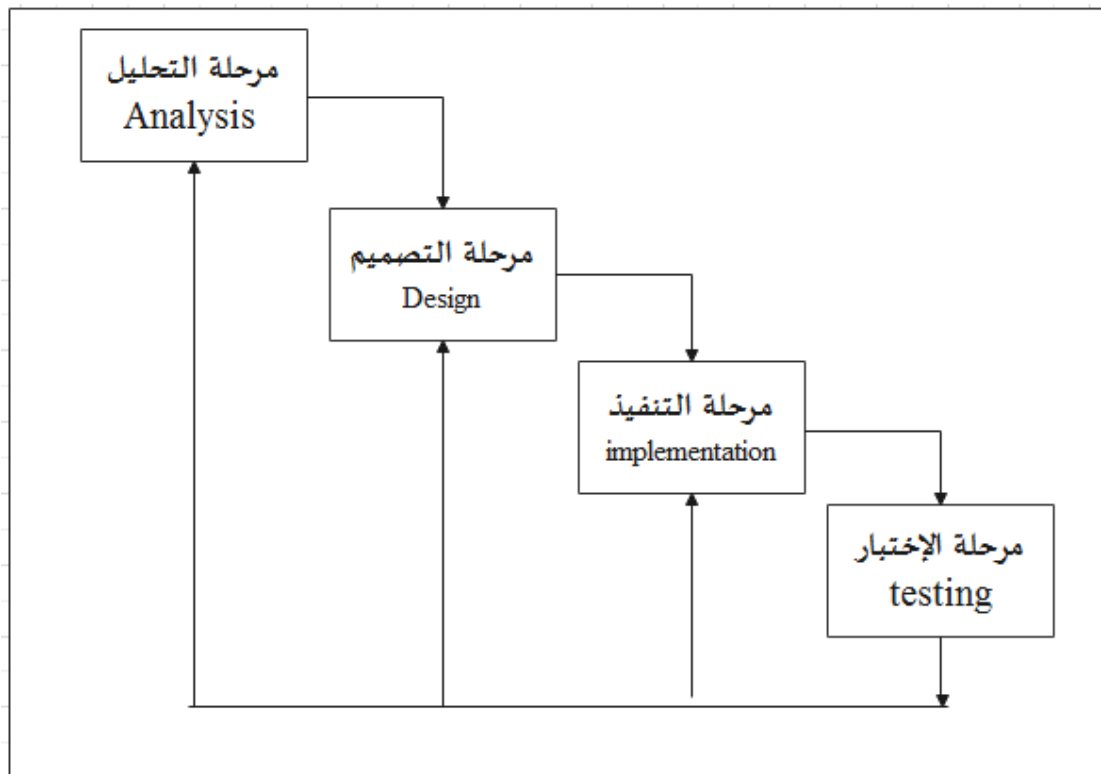 مرحلة التحليل
Analysis
مرحلة التصميم
Design
مرحلة التنفيذ
implementation
مرحلة الإختبار
testing